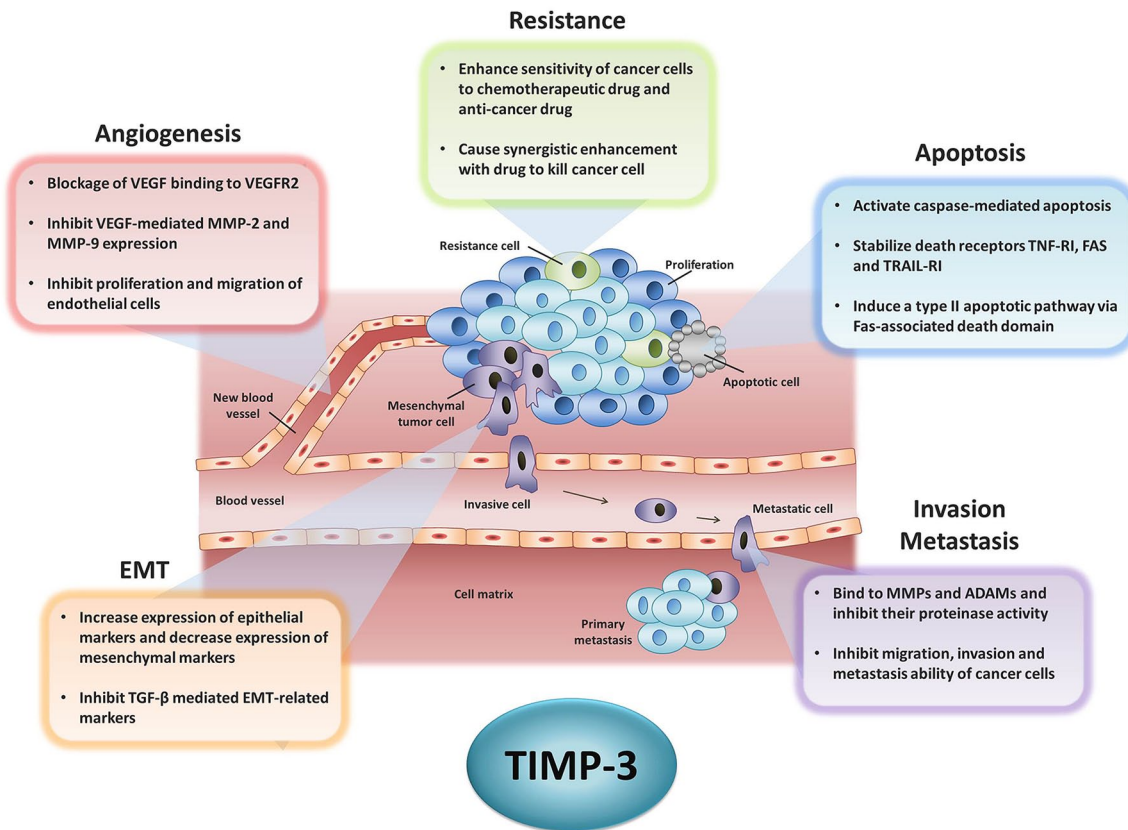 Resistance
• Enhance sensitivity of cancer cells
to chemotherapeutic drug and
anti-cancer drug
• Cause synergistic enhancement
with drug to kill cancer cell
Angiogenesis
• Blockage of VEGF binding to VEGFR2
• Inhibit VEGF-mediated MMP-2 and
MMP-9 expression
• Inhibit proliferation and migration of
endothelial cells
Apoptosis
• Activate caspase-mediated apoptosis
• Stabilize death receptors TNF-RI, FAS
and TRAIL-RI
• Induce a type II apoptotic pathway via
Fas-associated death domain
Resistance cell
Proliferation
Apoptotic cell
New blood
vessel
Mesenchymal
tumor cell
Blood vessel
Invasive cell
Metastatic cell
Cell matrix
Primary
metastasis
EMT
• Increase expression of epithelial
markers and decrease expression of
mesenchymal markers
• Inhibit TGF-β mediated EMT-related
markers
Invasion
Metastasis
• Bind to MMPs and ADAMs and
inhibit their proteinase activity
• Inhibit migration, invasion and
metastasis ability of cancer cells
TIMP-3